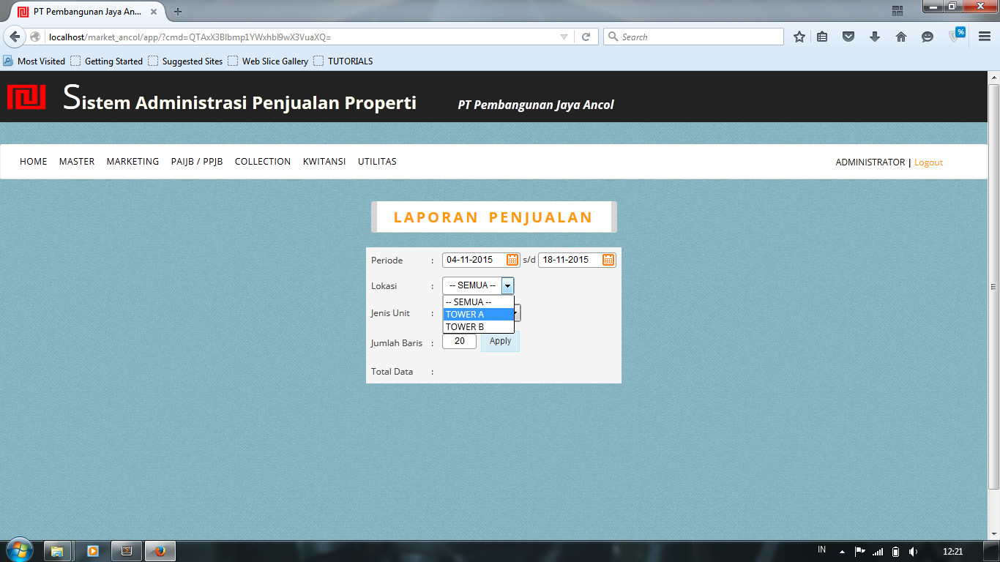 PT Pembangunan Jaya Anc...
localhost/market_ancol/app/?cmd=QTAxX3Blbmp1YWxhbl9wX3VuaXQ=
Search
%
Most Visited Getting Started Suggested Sites Web Slice Gallery TUTORIALS
Sistem Administrasi Penjualan Properti PT Pembangunan Jaya Ancol
HOME MASTER MARKETING PAIJB / PPJB COLLECTION KWITANSI UTILITAS ADMINISTRATOR | Logout
LAPORAN PENJUALAN
Periode : 04-11-2015 s/d 18-11-2015
Lokasi : -- SEMUA --
-- SEMUA --
Jenis Unit : TOWER A
TOWER B
Jumlah Baris : 20 Apply
Total Data :
IN 12:21